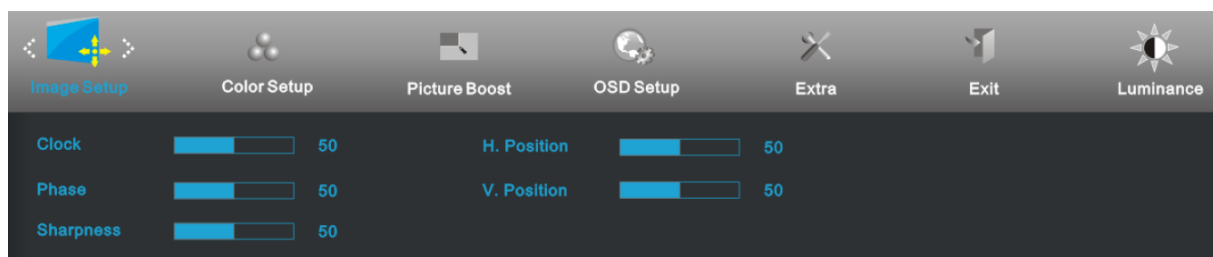 Image Setup Color Setup Picture Boost OSD Setup Extra Exit Luminance
Clock 50 H. Position 50
Phase 50 V. Position 50
Sharpness 50